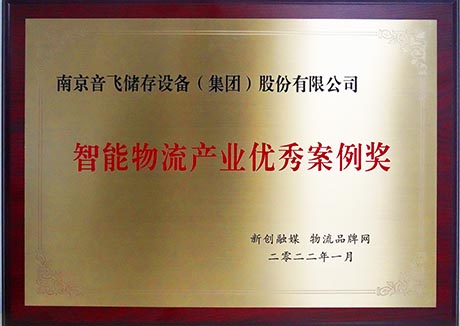 南京音飞储存设备（集团）股份有限公司
智能物流产业优秀案例奖
新创融媒 物流品牌网
二零二二年一月